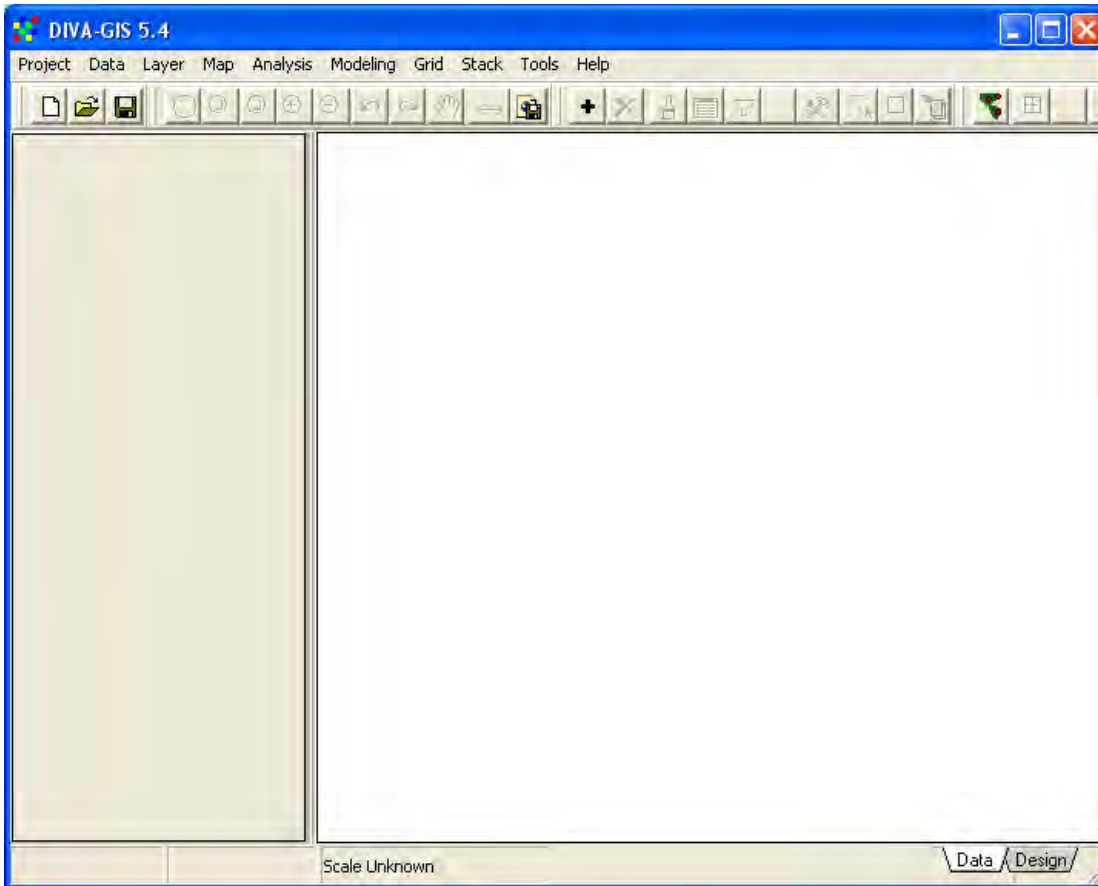 DIVA-GIS 5.4
Project Data Layer Map Analysis Modeling Grid Stack Tools Help
Scale Unknown
Data Design